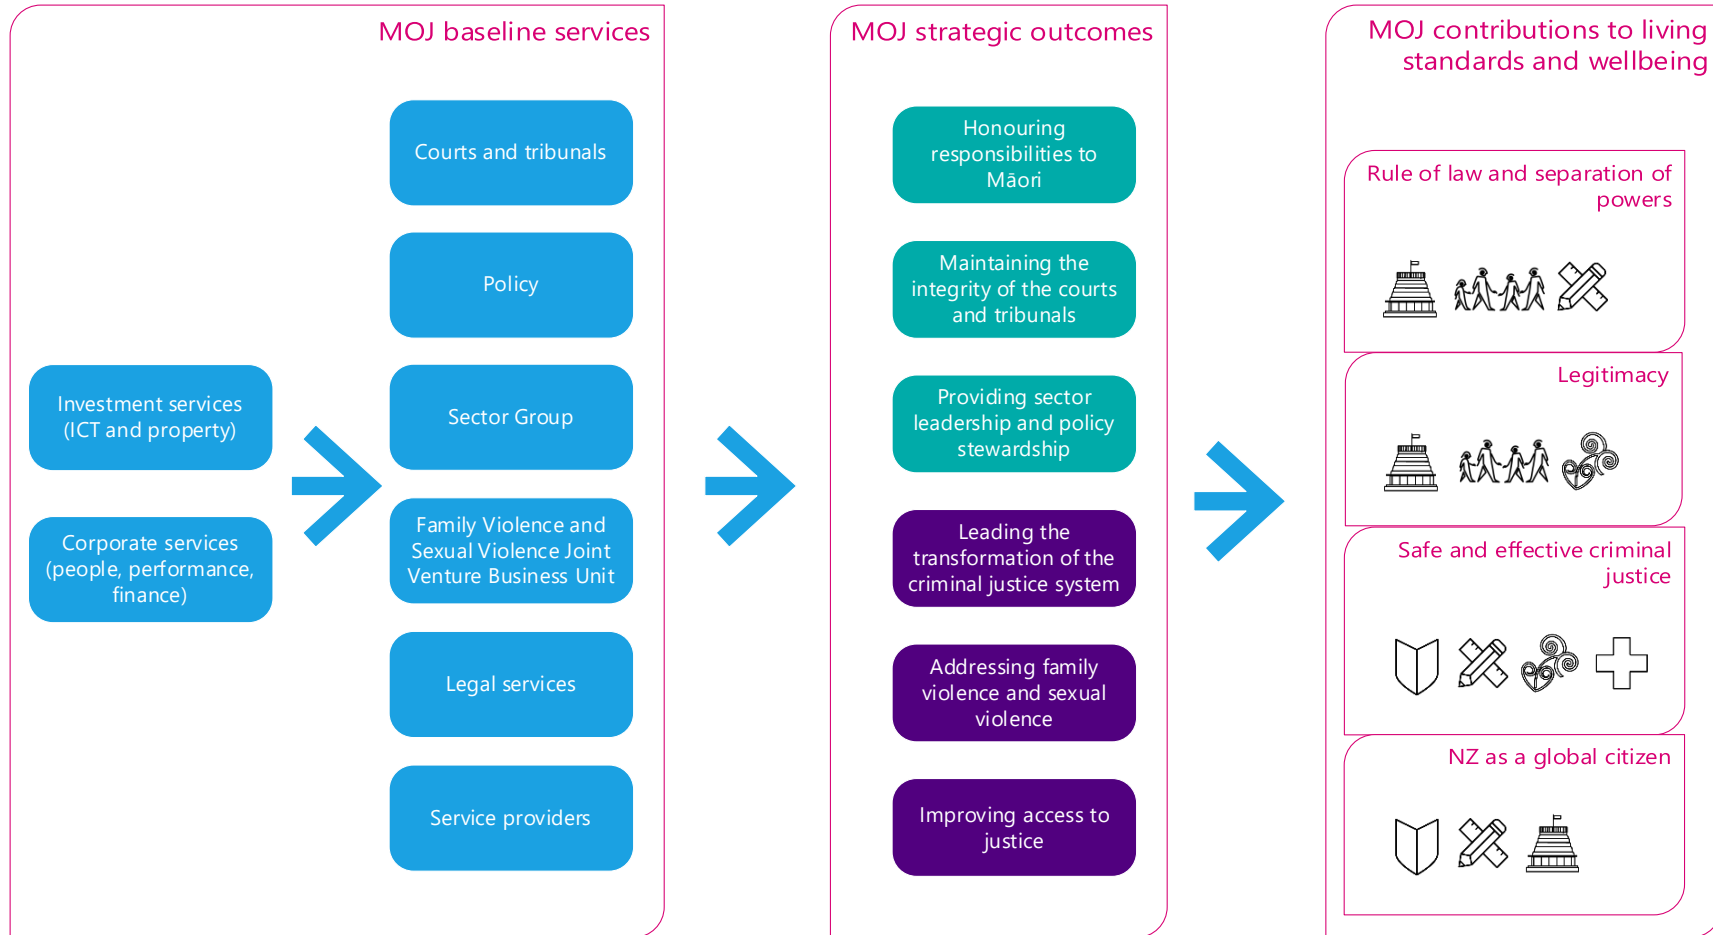 MOJ baseline services
Investment services
(ICT and property)
Corporate services
(people, performance,
finance)
Courts and tribunals
Policy
Sector Group
Family Violence and
Sexual Violence Joint
Venture Business Unit
Legal services
Service providers
MOJ strategic outcomes
Honouring
responsibilities to
Māori
Maintaining the
integrity of the courts
and tribunals
Providing sector
leadership and policy
stewardship
Leading the
transformation of the
criminal justice system
Addressing family
violence and sexual
violence
Improving access to
justice
MOJ contributions to living
standards and wellbeing
Rule of law and separation of
powers
Legitimacy
Safe and effective criminal
justice
NZ as a global citizen